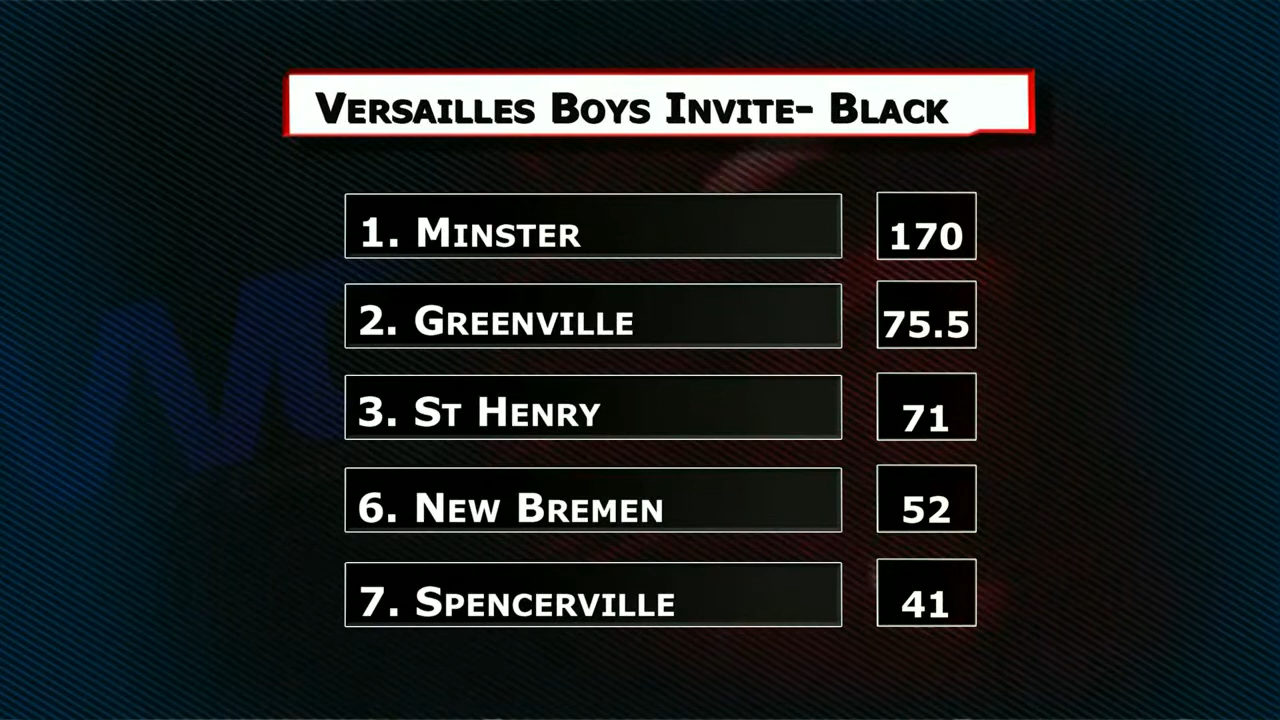 Versailles Boys Invite- Black
1. Minster 170
2. Greenville 75.5
3. St Henry 71
6. New Bremen 52
7. Spencerville 41